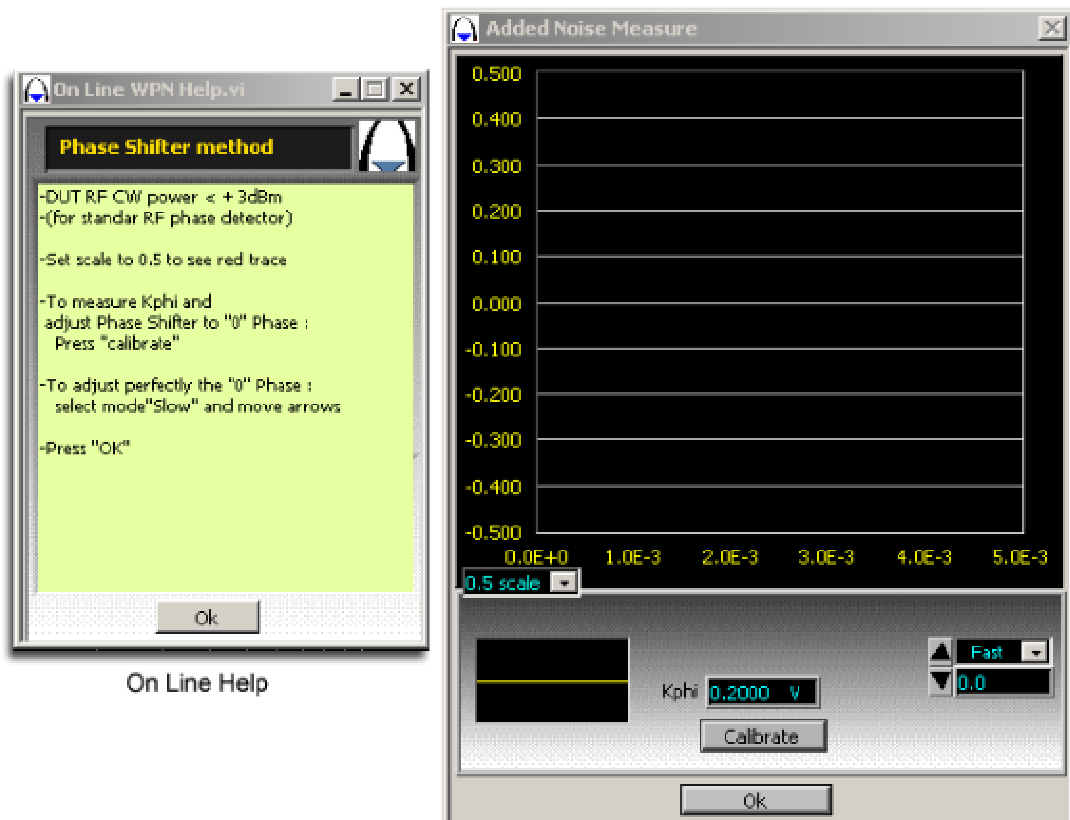 On Line WPN Help.vi
Phase Shifter method
-DUT RF CW power < + 3dBm
-(for standar RF phase detector)
-Set scale to 0.5 to see red trace
-To measure Kphi and
adjust Phase Shifter to "0" Phase :
Press "calibrate"
-To adjust perfectly the "0" Phase :
select mode"Slow" and move arrows
-Press "OK"
Ok
On Line Help
Added Noise Measure
0.500
0.400
0.300
0.200
0.100
0.000
-0.100
-0.200
-0.300
-0.400
-0.500
0.0E+0 1.0E-3 2.0E-3 3.0E-3 4.0E-3 5.0E-3
0.5 scale
Fast
Kphi 0.2000 V
0.0
Calibrate
Ok